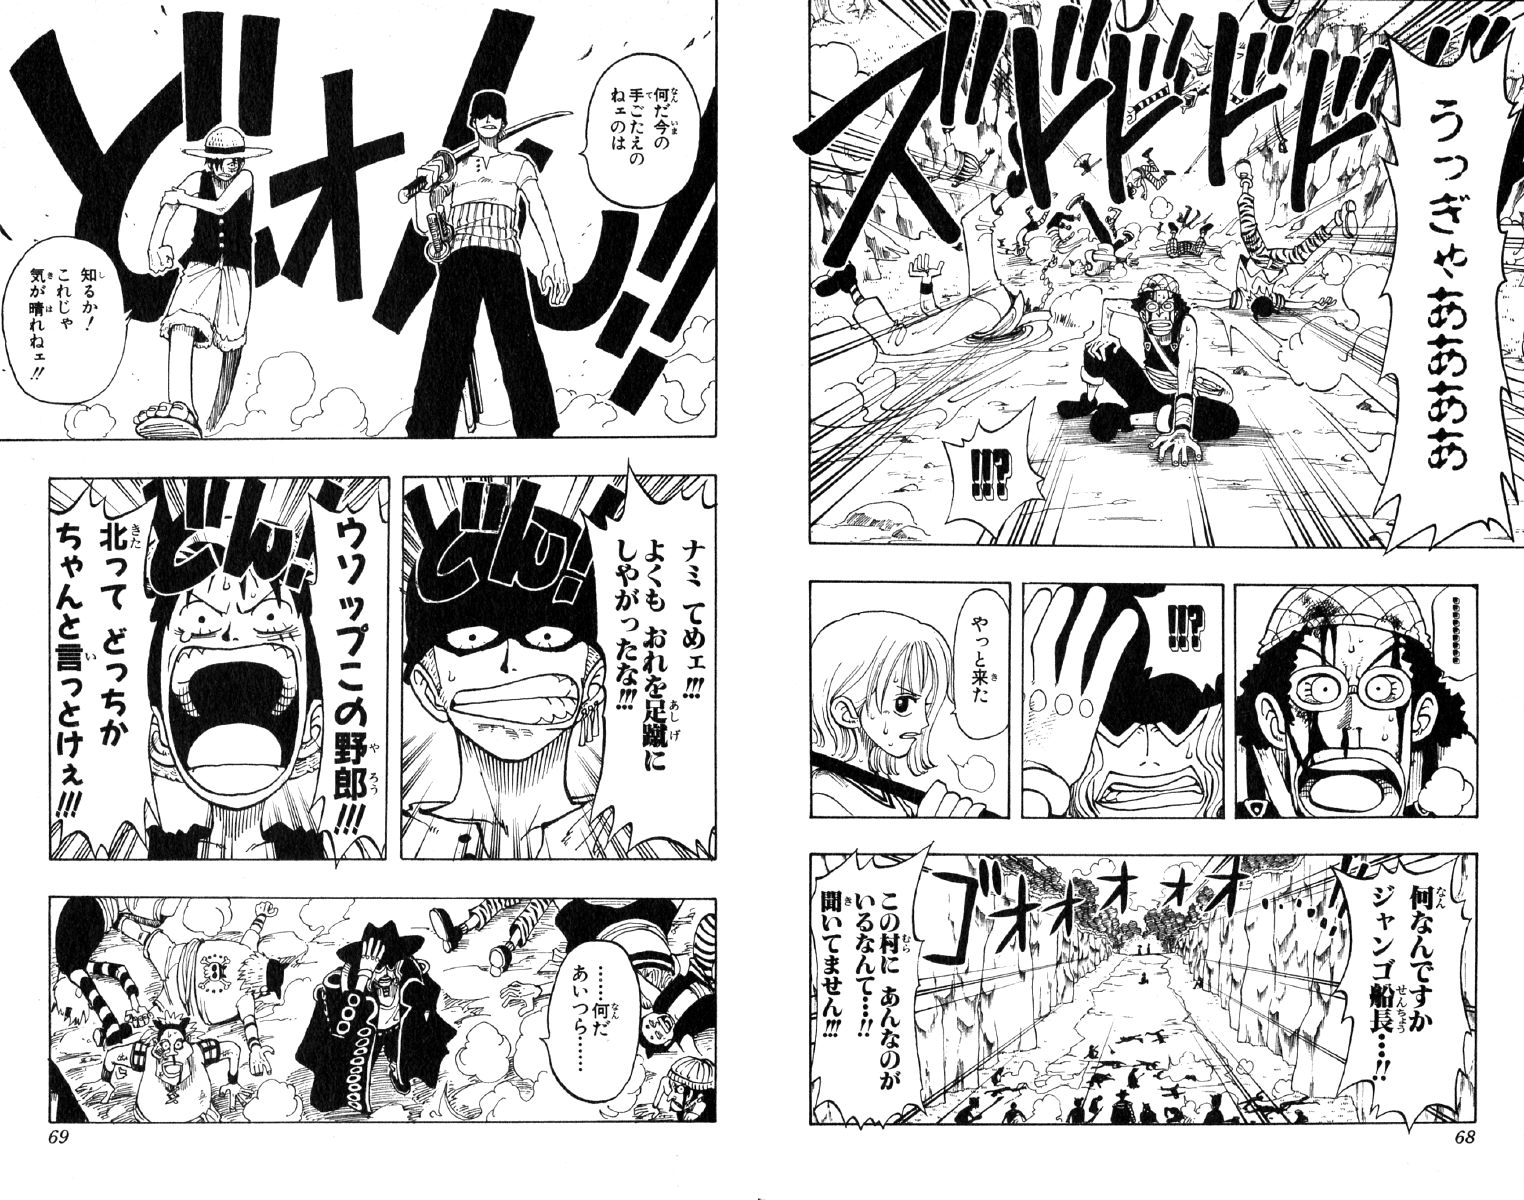 ズドドドドドド
うっぎゃああああああ
!!?
‥‥‥‥‥‥
!!?
やっと来た
何なんですか
ジャンゴ船長…!!
ゴオオオオ……
この村に あんなのが
いるなんて…!!
聞いてません!!!
68
何だ今の
手ごたえの
ねェのは
どオん!!
知るか!
これじゃ
気が晴れねェ!!
ナミ てめェ!!!
よくも おれを足蹴に
しやがったな!!!
どんっ!
ウソップこの野郎!!!
どんっ!
北って どっちか
ちゃんと言っとけェ!!!
……何だ
あいつら………
69